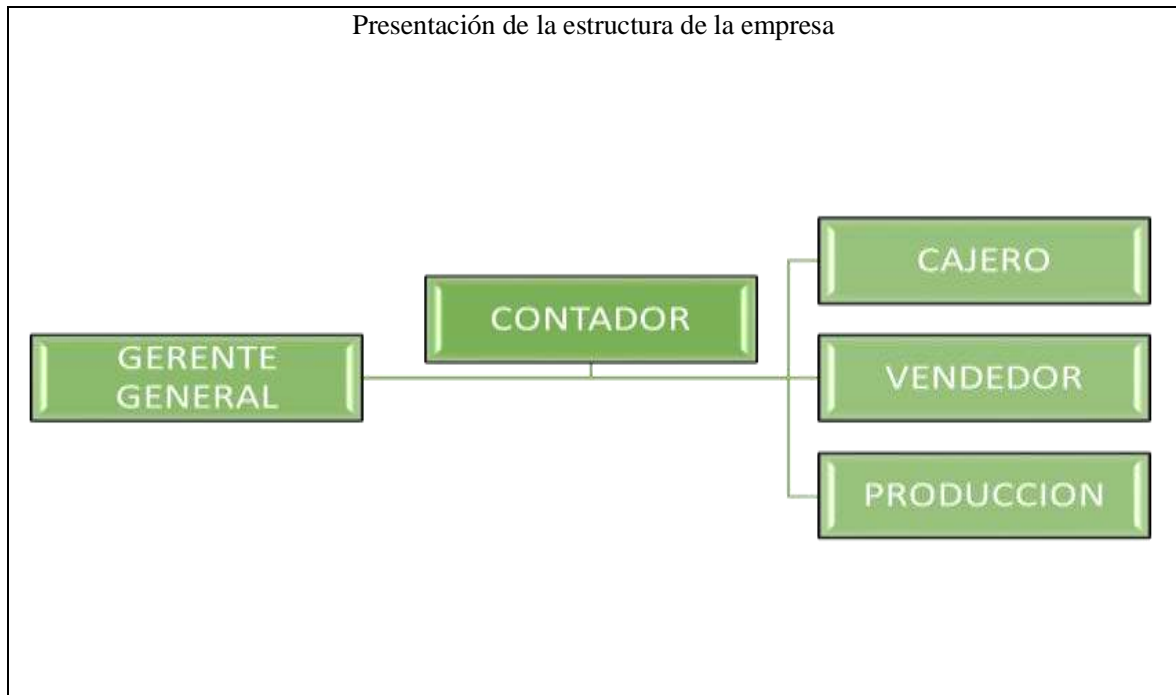 Presentación de la estructura de la empresa
GERENTE
GENERAL
CONTADOR
CAJERO
VENDEDOR
PRODUCCION